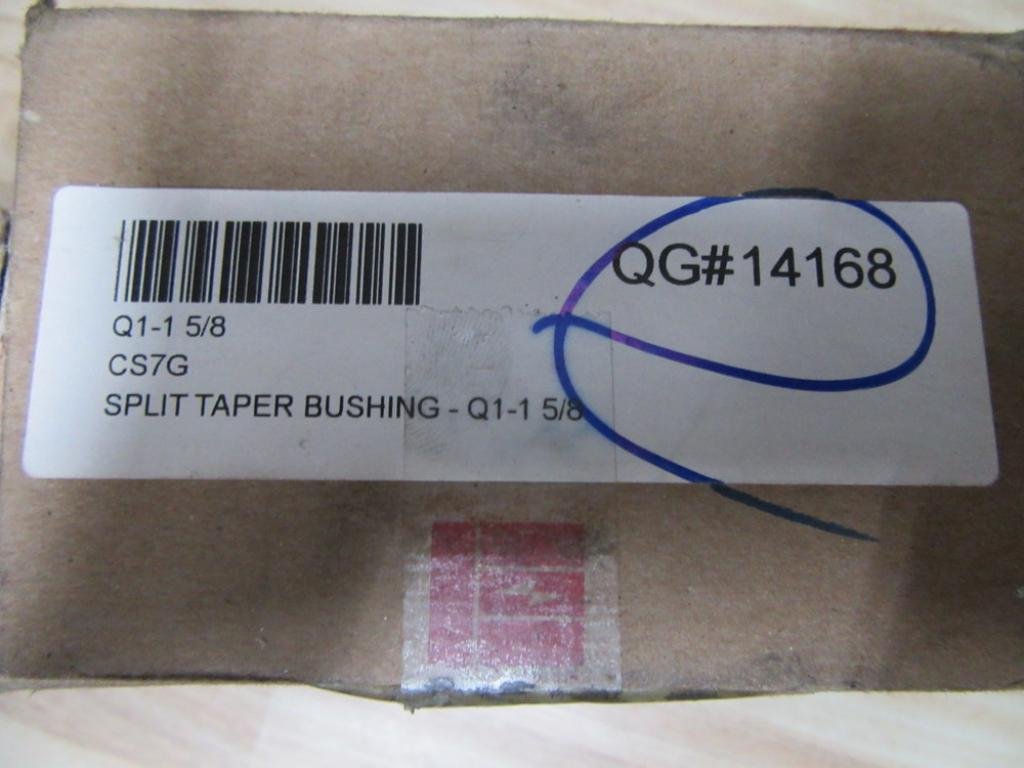 QG#14168
Q1-1 5/8
CS7G
SPLIT TAPER BUSHING - Q1-1 5/8